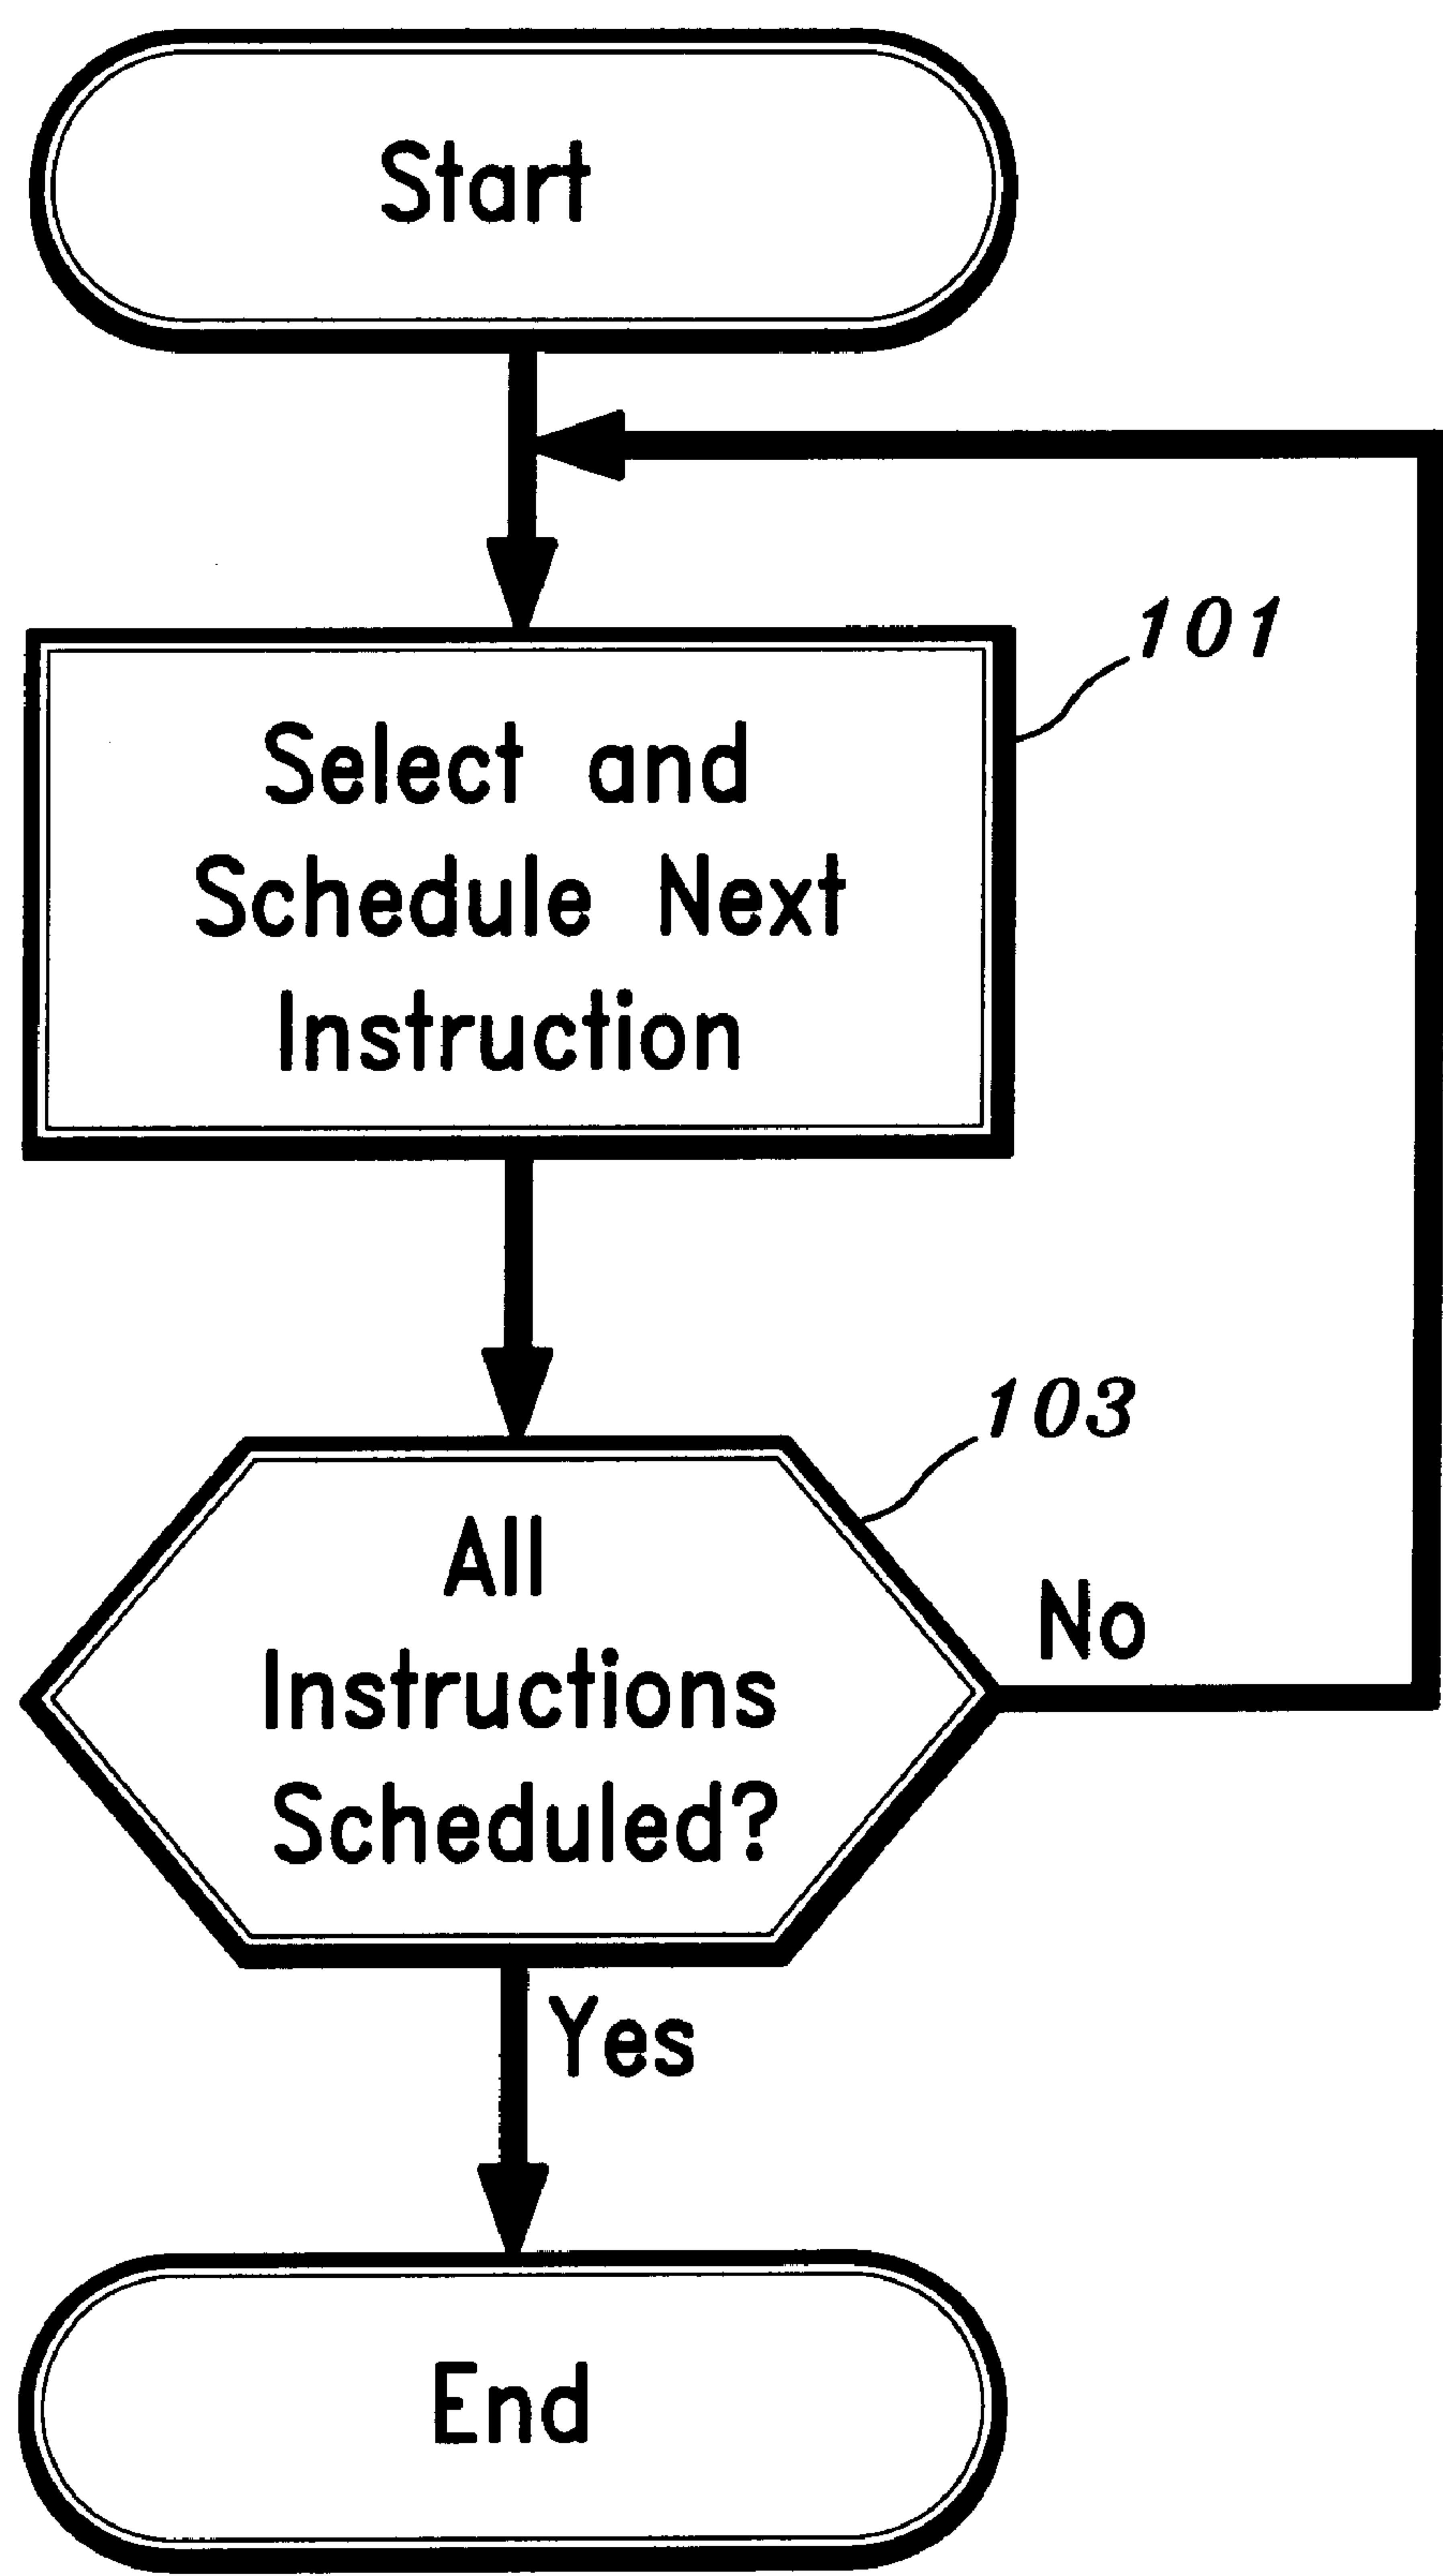 Start
101
Select and
Schedule Next
Instruction
103
All
Instructions
Scheduled?
No
Yes
End